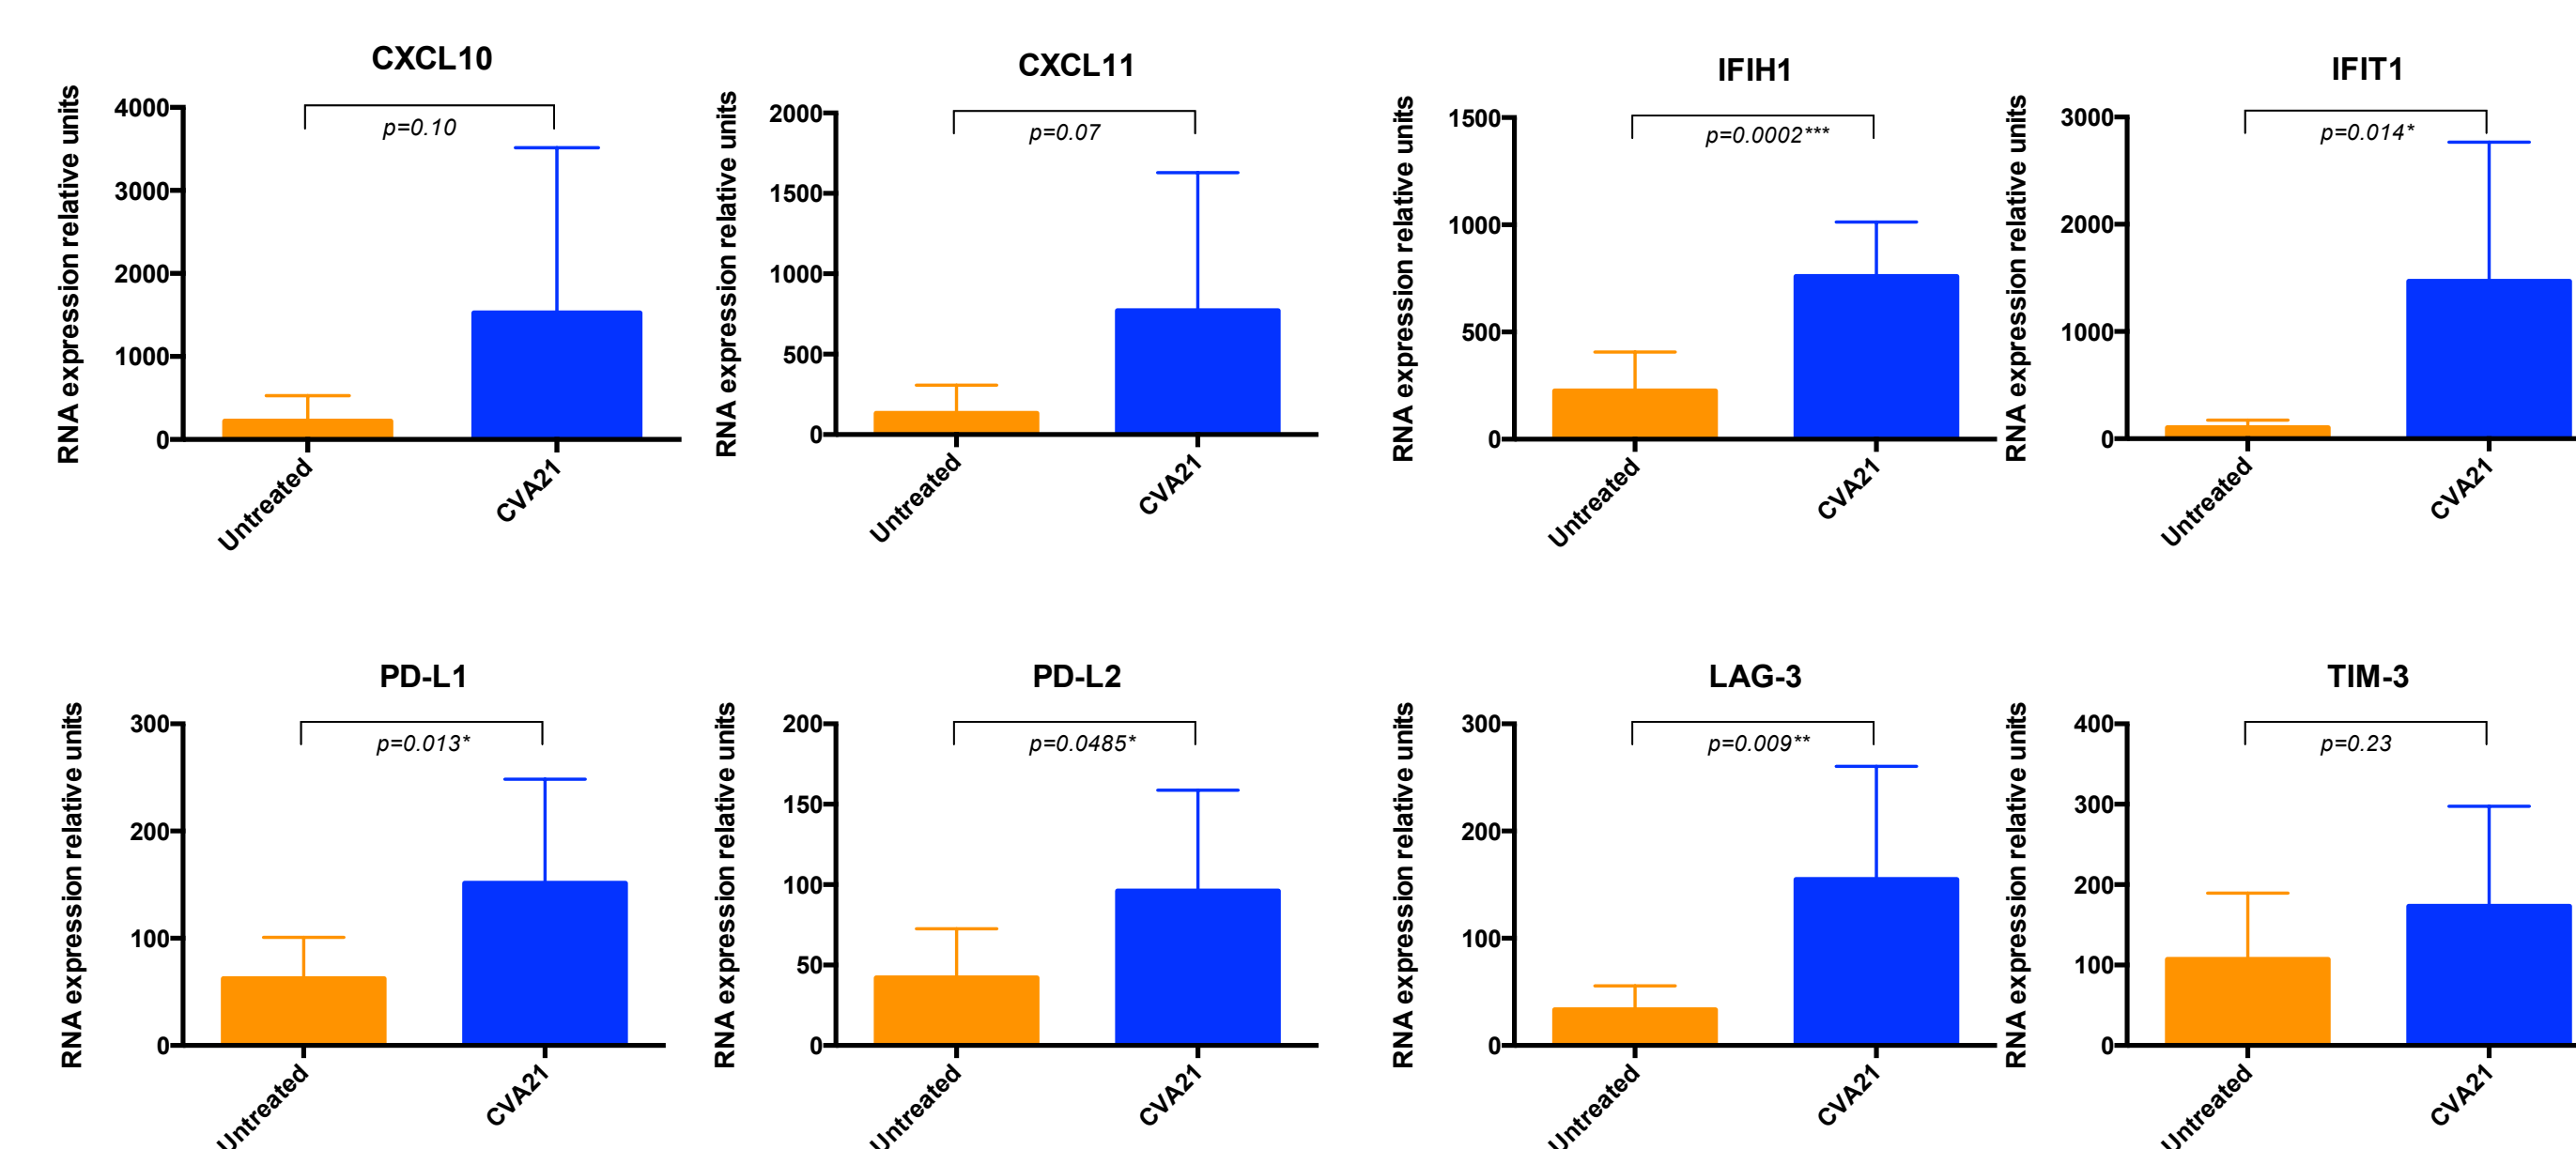 CXCL10
RNA expression relative units
4000
3000
2000
1000
0
p=0.10
Untreated
CVA21
CXCL11
RNA expression relative units
2000
1500
1000
500
0
p=0.07
Untreated
CVA21
IFIH1
RNA expression relative units
1500
1000
500
0
p=0.0002***
Untreated
CVA21
IFIT1
RNA expression relative units
3000
2000
1000
0
p=0.014*
Untreated
CVA21
PD-L1
RNA expression relative units
300
200
100
0
p=0.013*
Untreated
CVA21
PD-L2
RNA expression relative units
200
150
100
50
0
p=0.0485*
Untreated
CVA21
LAG-3
RNA expression relative units
300
200
100
0
p=0.009**
Untreated
CVA21
TIM-3
RNA expression relative units
400
300
200
100
0
p=0.23
Untreated
CVA21